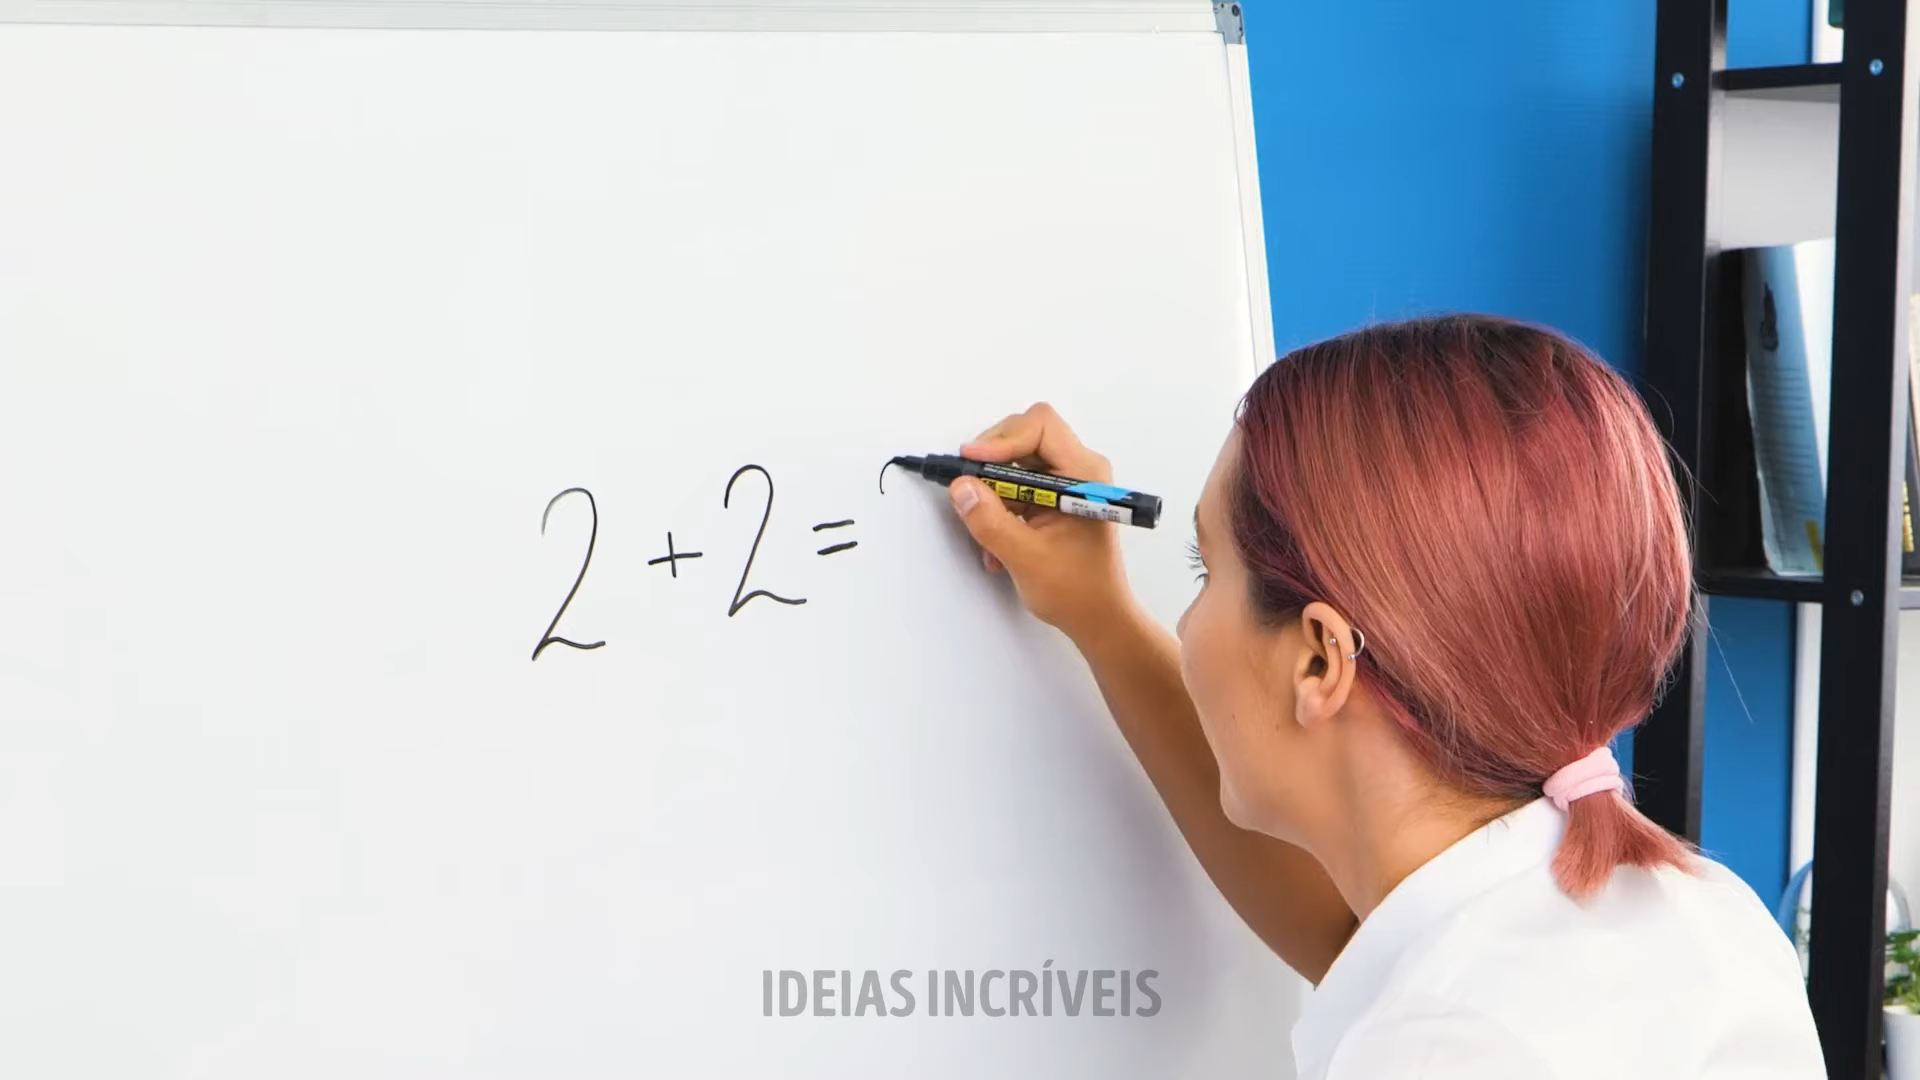 2 + 2 =
IDEIAS INCRÍVEIS